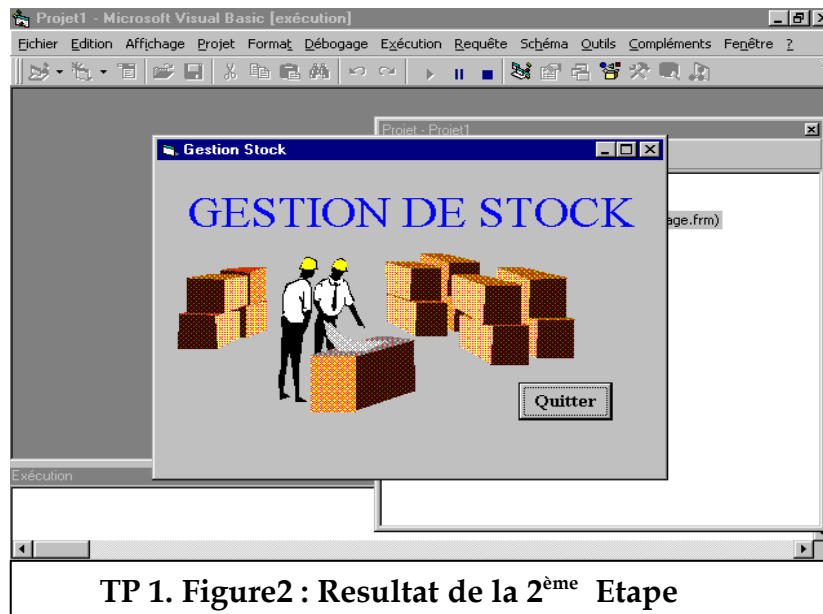 Projet1 - Microsoft Visual Basic [exécution]
Fichier Edition Affichage Projet Format Débogage Exécution Requête Schéma Outils Compléments Fenêtre ?
Projet - Projet1
Gestion Stock
GESTION DE STOCK
age.frm)
Quitter
Exécution
TP 1. Figure2 : Resultat de la 2ème Etape